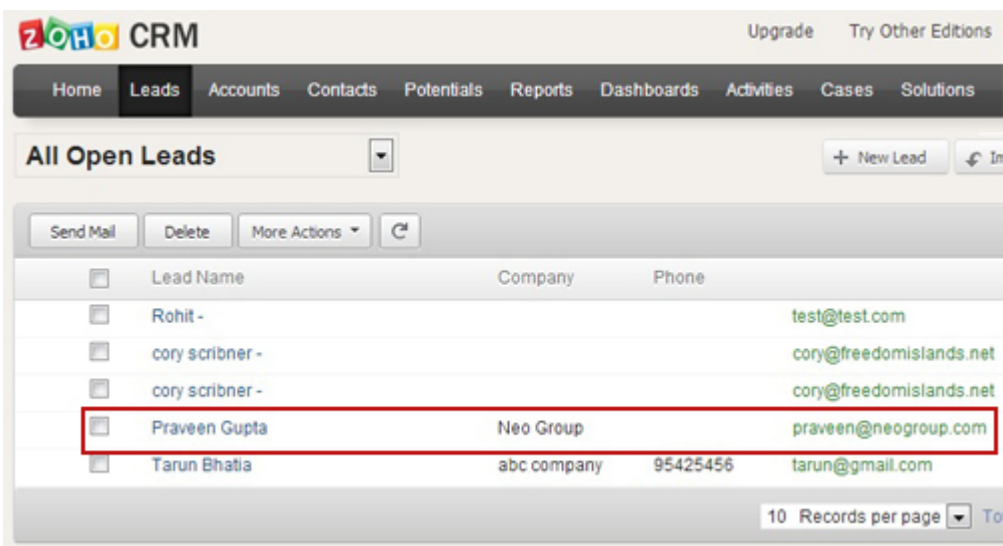 ZOHO CRM Upgrade Try Other Editions
Home Leads Accounts Contacts Potentials Reports Dashboards Activities Cases Solutions
All Open Leads + New Lead
Send Mail Delete More Actions
Lead Name Company Phone
Rohit - test@test.com
cory scribner - cory@freedomislands.net
cory scribner - cory@freedomislands.net
Praveen Gupta Neo Group praveen@neogroup.com
Tarun Bhatia abc company 95425456 tarun@gmail.com
10 Records per page